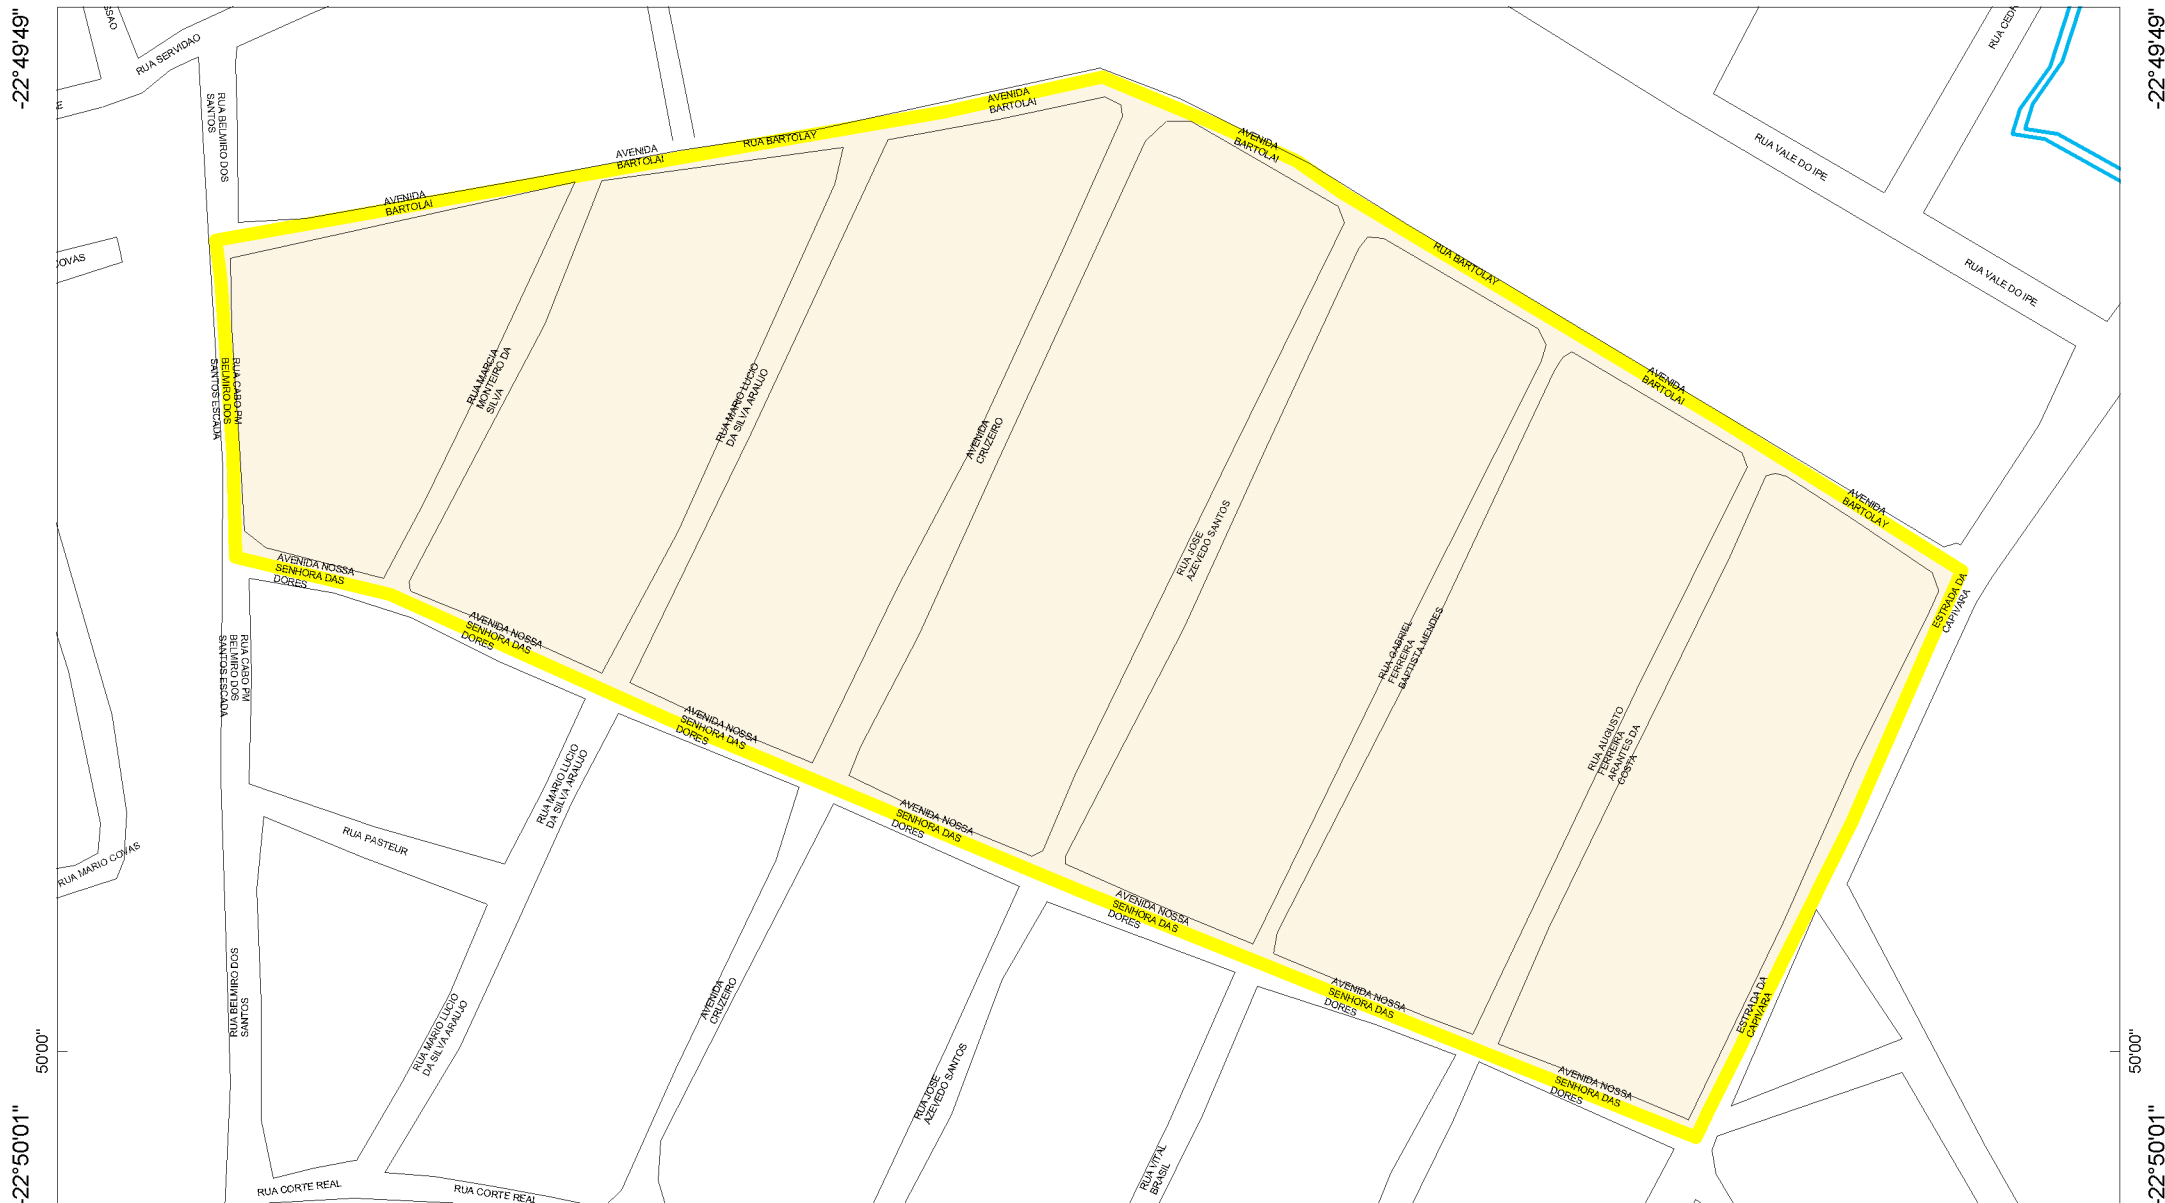 -22°49'49"
-22°49'49"
SSAO
RUA SERVIDAO
RUA BELMIRO DOS
SANTOS
E
COVAS
AVENIDA
BARTOLAI
AVENIDA
BARTOLAI
RUA BARTOLAY
AVENIDA
BARTOLAI
AVENIDA
BARTOLAI
RUA CEDR
RUA VALE DO IPE
RUA VALE DO IPE
RUA BARTOLAY
AVENIDA
BARTOLAI
AVENIDA
BARTOLAY
RUA CABO PM
BELMIRO DOS
SANTOS ESCADA
RUA MARCIA
MONTEIRO DA
SILVA
RUA MARIO LUCIO
DA SILVA ARAUJO
AVENIDA
CRUZEIRO
RUA JOSE
AZEVEDO SANTOS
RUA GABRIEL
FERREIRA
BAPTISTA MENDES
RUA AUGUSTO
FERREIRA
ARANTES DA
COSTA
ESTRADA DA
CAPIVARA
AVENIDA NOSSA
SENHORA DAS
DORES
AVENIDA NOSSA
SENHORA DAS
DORES
AVENIDA NOSSA
SENHORA DAS
DORES
AVENIDA NOSSA
SENHORA DAS
DORES
AVENIDA NOSSA
SENHORA DAS
DORES
AVENIDA NOSSA
SENHORA DAS
DORES
AVENIDA NOSSA
SENHORA DAS
DORES
RUA CABO PM
BELMIRO DOS
SANTOS ESCADA
RUA MARIO LUCIO
DA SILVA ARAUJO
RUA PASTEUR
RUA MARIO COVAS
RUA BELMIRO DOS
SANTOS
RUA MARIO LUCIO
DA SILVA ARAUJO
AVENIDA
CRUZEIRO
RUA JOSE
AZEVEDO SANTOS
ESTRADA DA
CAPIVARA
RUA VITAL
BRASIL
RUA CORTE REAL
RUA CORTE REAL
50'00"
50'00"
-22°50'01"
-22°50'01"